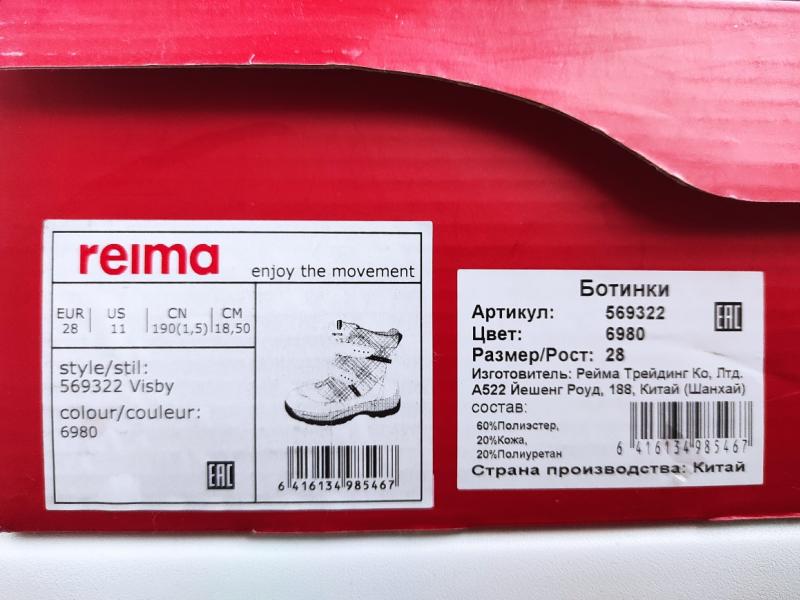 reima
enjoy the movement
EUR US CN CM
28 11 190(1,5) 18,50
style/stil:
569322 Visby
colour/couleur:
6980
EAC
reima
6 416134 985467
Ботинки
Артикул: 569322
Цвет: 6980
Размер/Рост: 28
EAC
Изготовитель: Рейма Трейдинг Ко, Лтд.
А522 Йешенг Роуд, 188, Китай (Шанхай)
состав:
60%Полиэстер,
20%Кожа,
20%Полиуретан
6 416134 985467
Страна производства: Китай